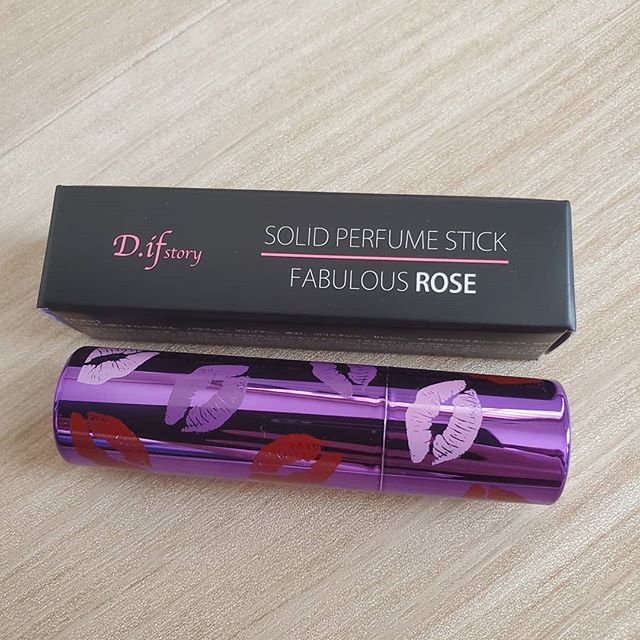 D.if story
SOLiD PERFUME STICK
FABULOUS ROSE